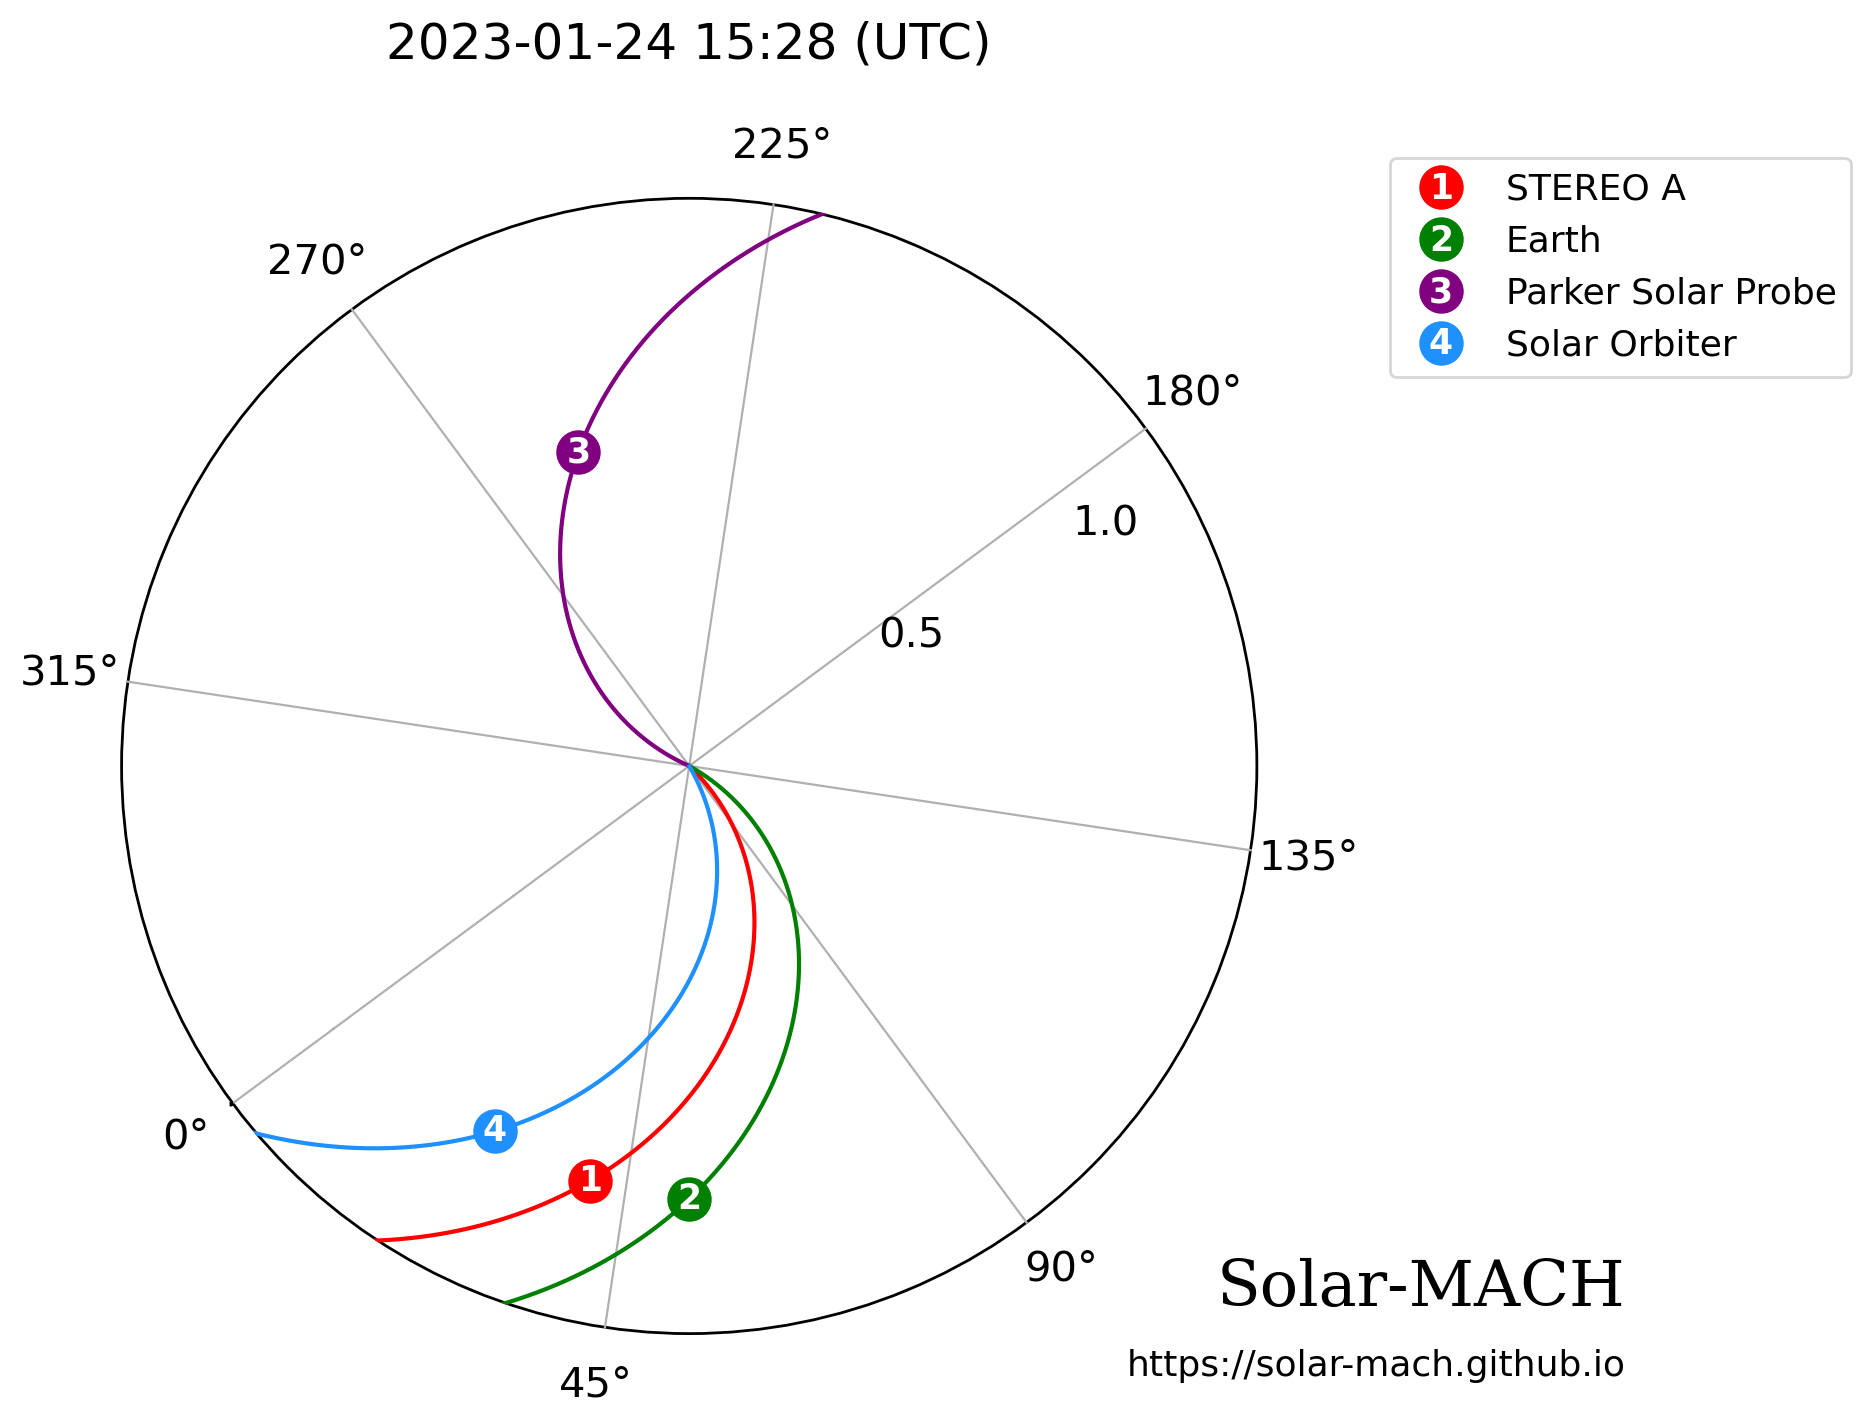 2023-01-24 15:28 (UTC)
225°
270°
1 STEREO A
2 Earth
3 Parker Solar Probe
4 Solar Orbiter
180°
3
1.0
0.5
315°
135°
0°
4
1
2
90°
Solar-MACH
45°
https://solar-mach.github.io